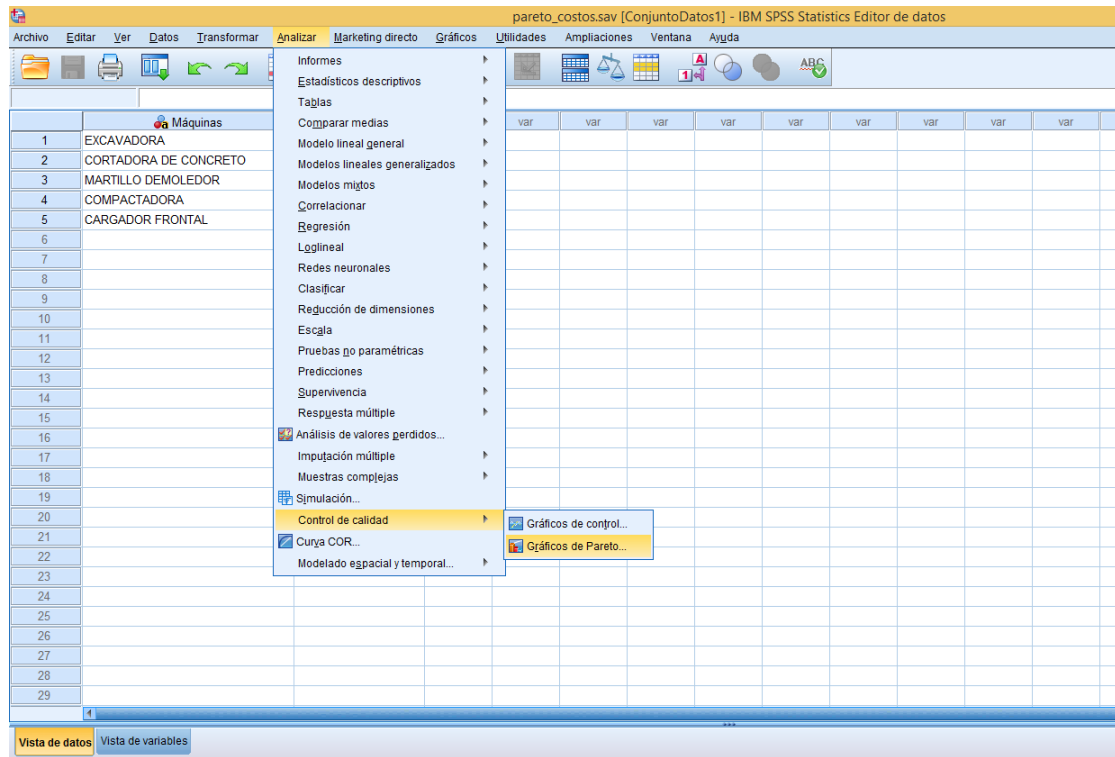 pareto_costos.sav [ConjuntoDatos1] - IBM SPSS Statistics Editor de datos
Archivo Editar Ver Datos Transformar Analizar Marketing directo Gráficos Utilidades Ampliaciones Ventana Ayuda
Informes
Estadísticos descriptivos
Tablas
Comparar medias
Modelo lineal general
Modelos lineales generalizados
Modelos mixtos
Correlacionar
Regresión
Loglineal
Redes neuronales
Clasificar
Reducción de dimensiones
Escala
Pruebas no paramétricas
Predicciones
Supervivencia
Respuesta múltiple
Análisis de valores perdidos...
Imputación múltiple
Muestras complejas
Simulación...
Control de calidad
Curva COR...
Modelado espacial y temporal...
Gráficos de control...
Gráficos de Pareto...
A
1
ABC
a Máquinas var var var var var var var var var
1 EXCAVADORA
2 CORTADORA DE CONCRETO
3 MARTILLO DEMOLEDOR
4 COMPACTADORA
5 CARGADOR FRONTAL
6
7
8
9
10
11
12
13
14
15
16
17
18
19
20
21
22
23
24
25
26
27
28
29
Vista de datos Vista de variables